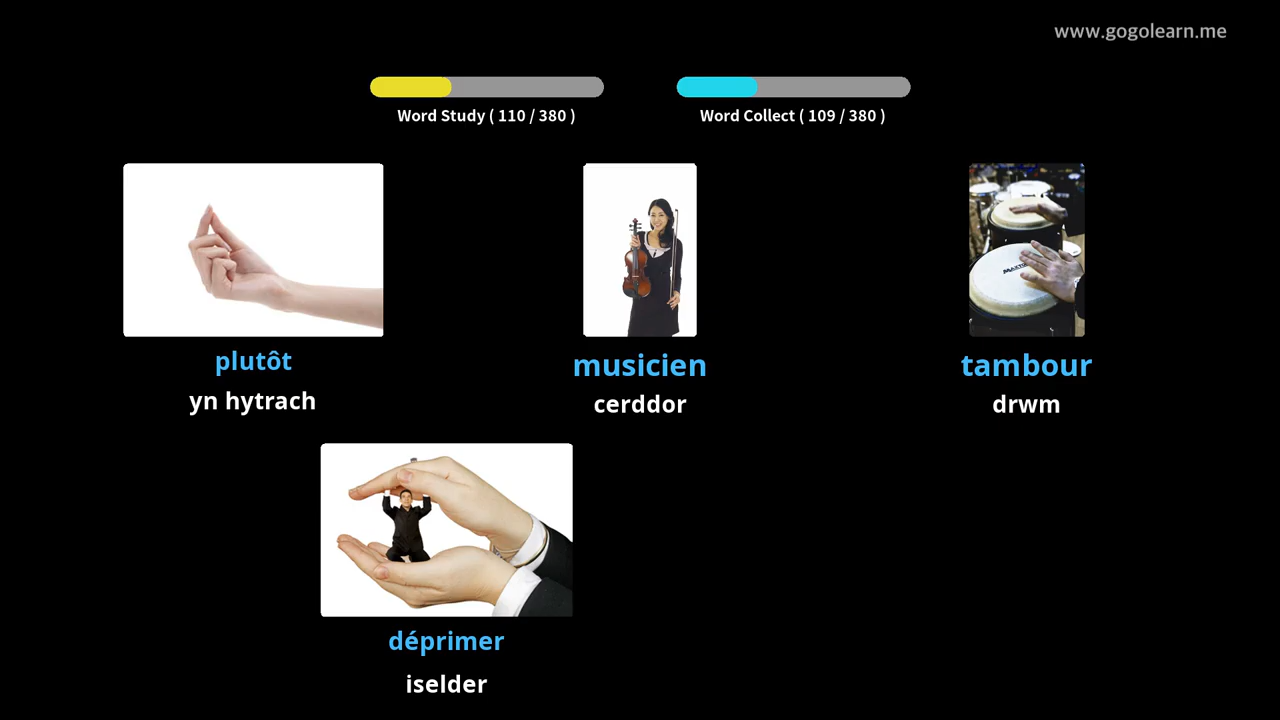 www.gogolearn.me
Word Study ( 110 / 380 )
Word Collect ( 109 / 380 )
plutôt
musicien
tambour
yn hytrach
cerddor
drwm
déprimer
iselder